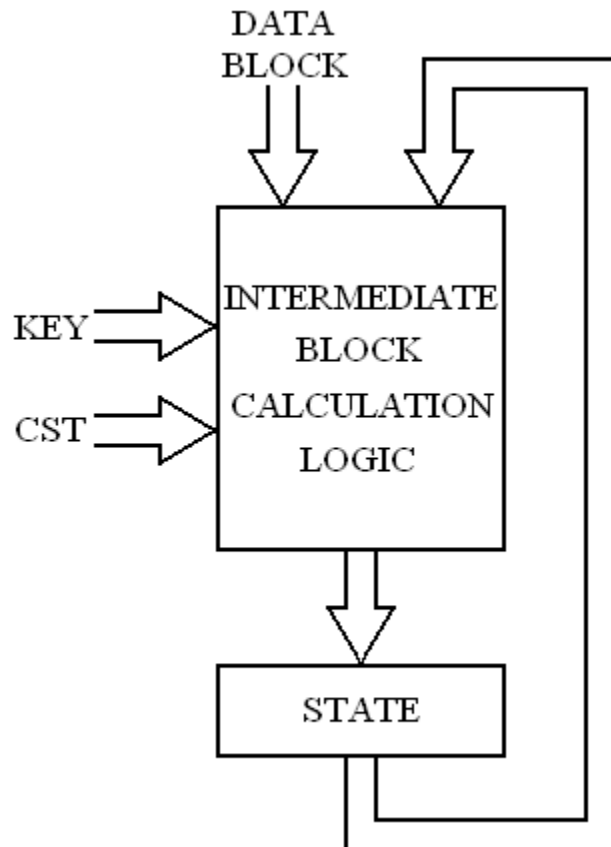 DATA
BLOCK
KEY
CST
INTERMEDIATE
BLOCK
CALCULATION
LOGIC
STATE